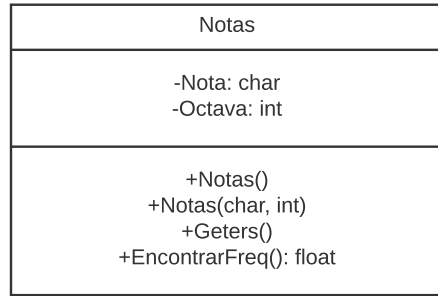 Notas
-Nota: char
-Octava: int
+Notas()
+Notas(char, int)
+Geters()
+EncontrarFreq(): float